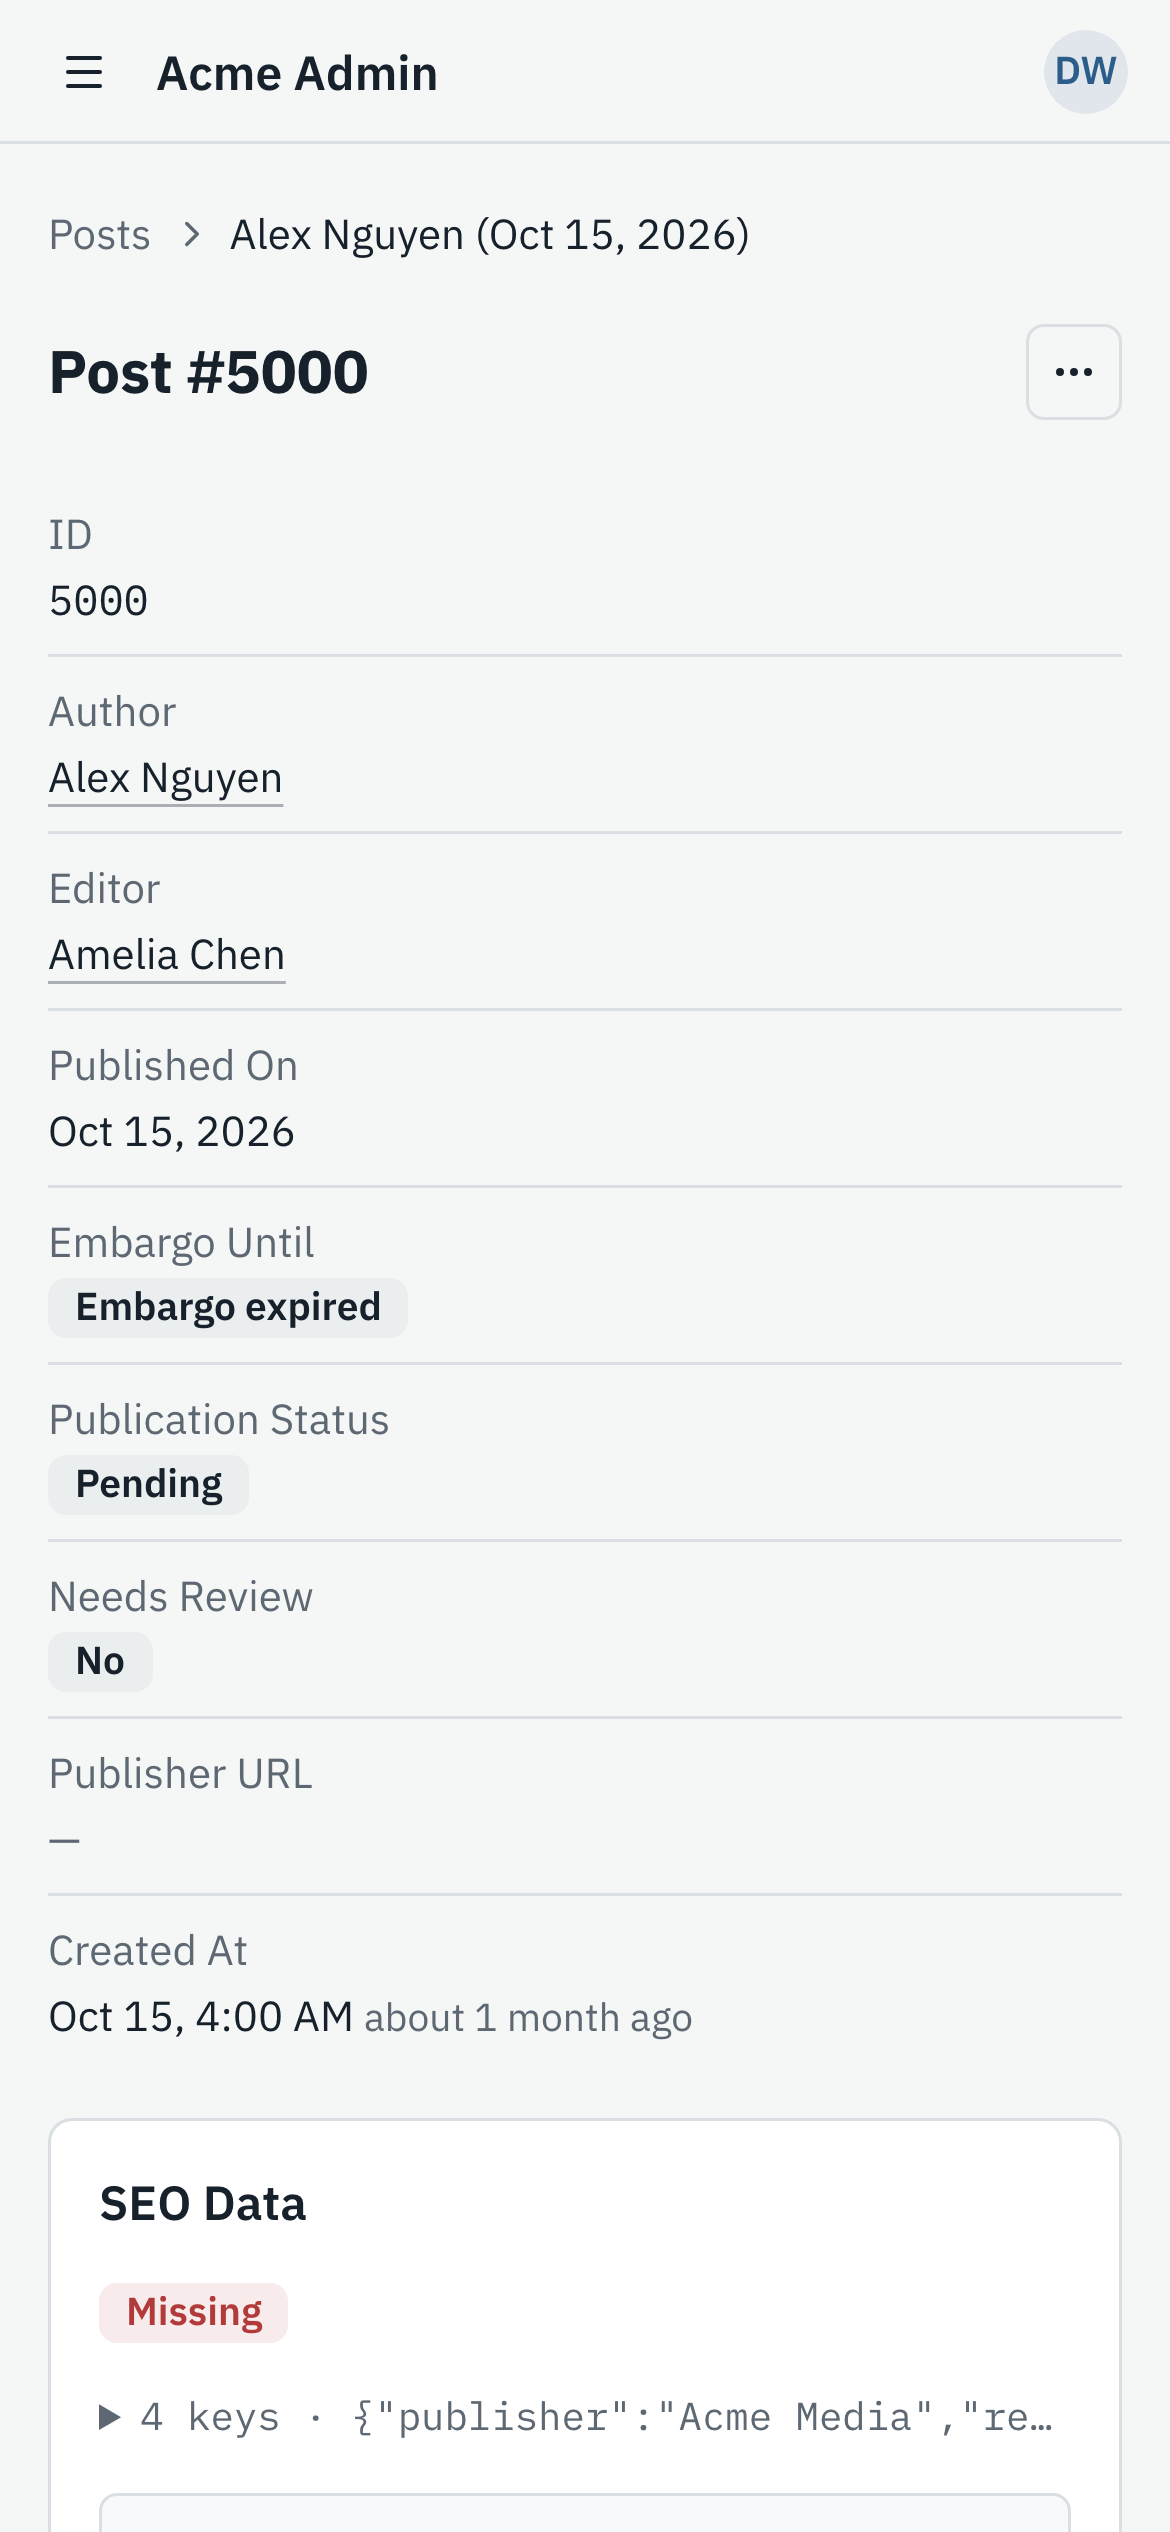 Acme Admin
DW
Posts > Alex Nguyen (Oct 15, 2026)
Post #5000
ID
5000
Author
Alex Nguyen
Editor
Amelia Chen
Published On
Oct 15, 2026
Embargo Until
Embargo expired
Publication Status
Pending
Needs Review
No
Publisher URL
—
Created At
Oct 15, 4:00 AM about 1 month ago
SEO Data
Missing
4 keys · {"publisher":"Acme Media","re…